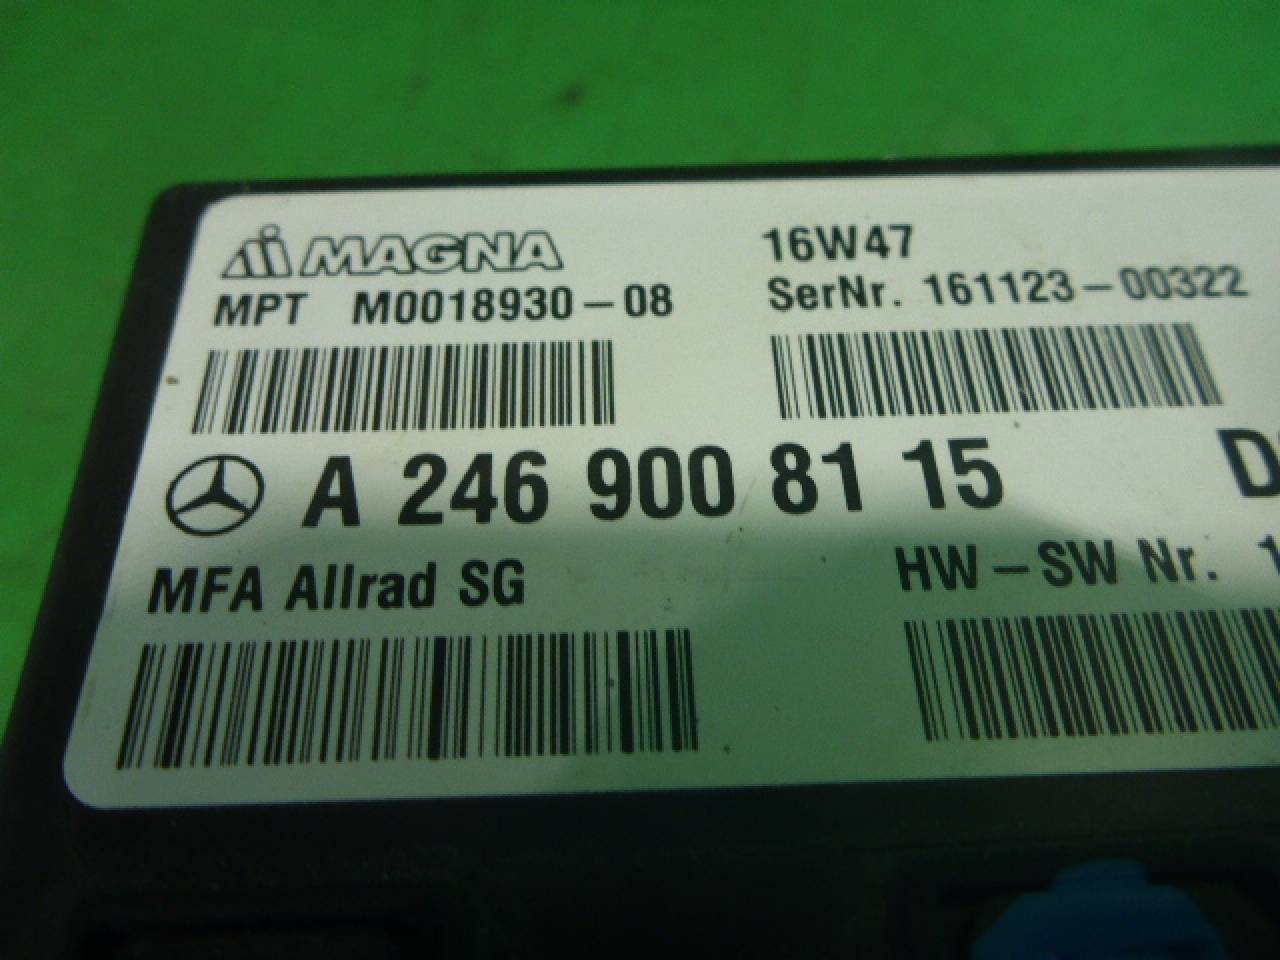 MAGNA
16W47
MPT M0018930-08
SerNr. 161123-00322
A 246 900 81 15
MFA Allrad SG
HW-SW Nr.